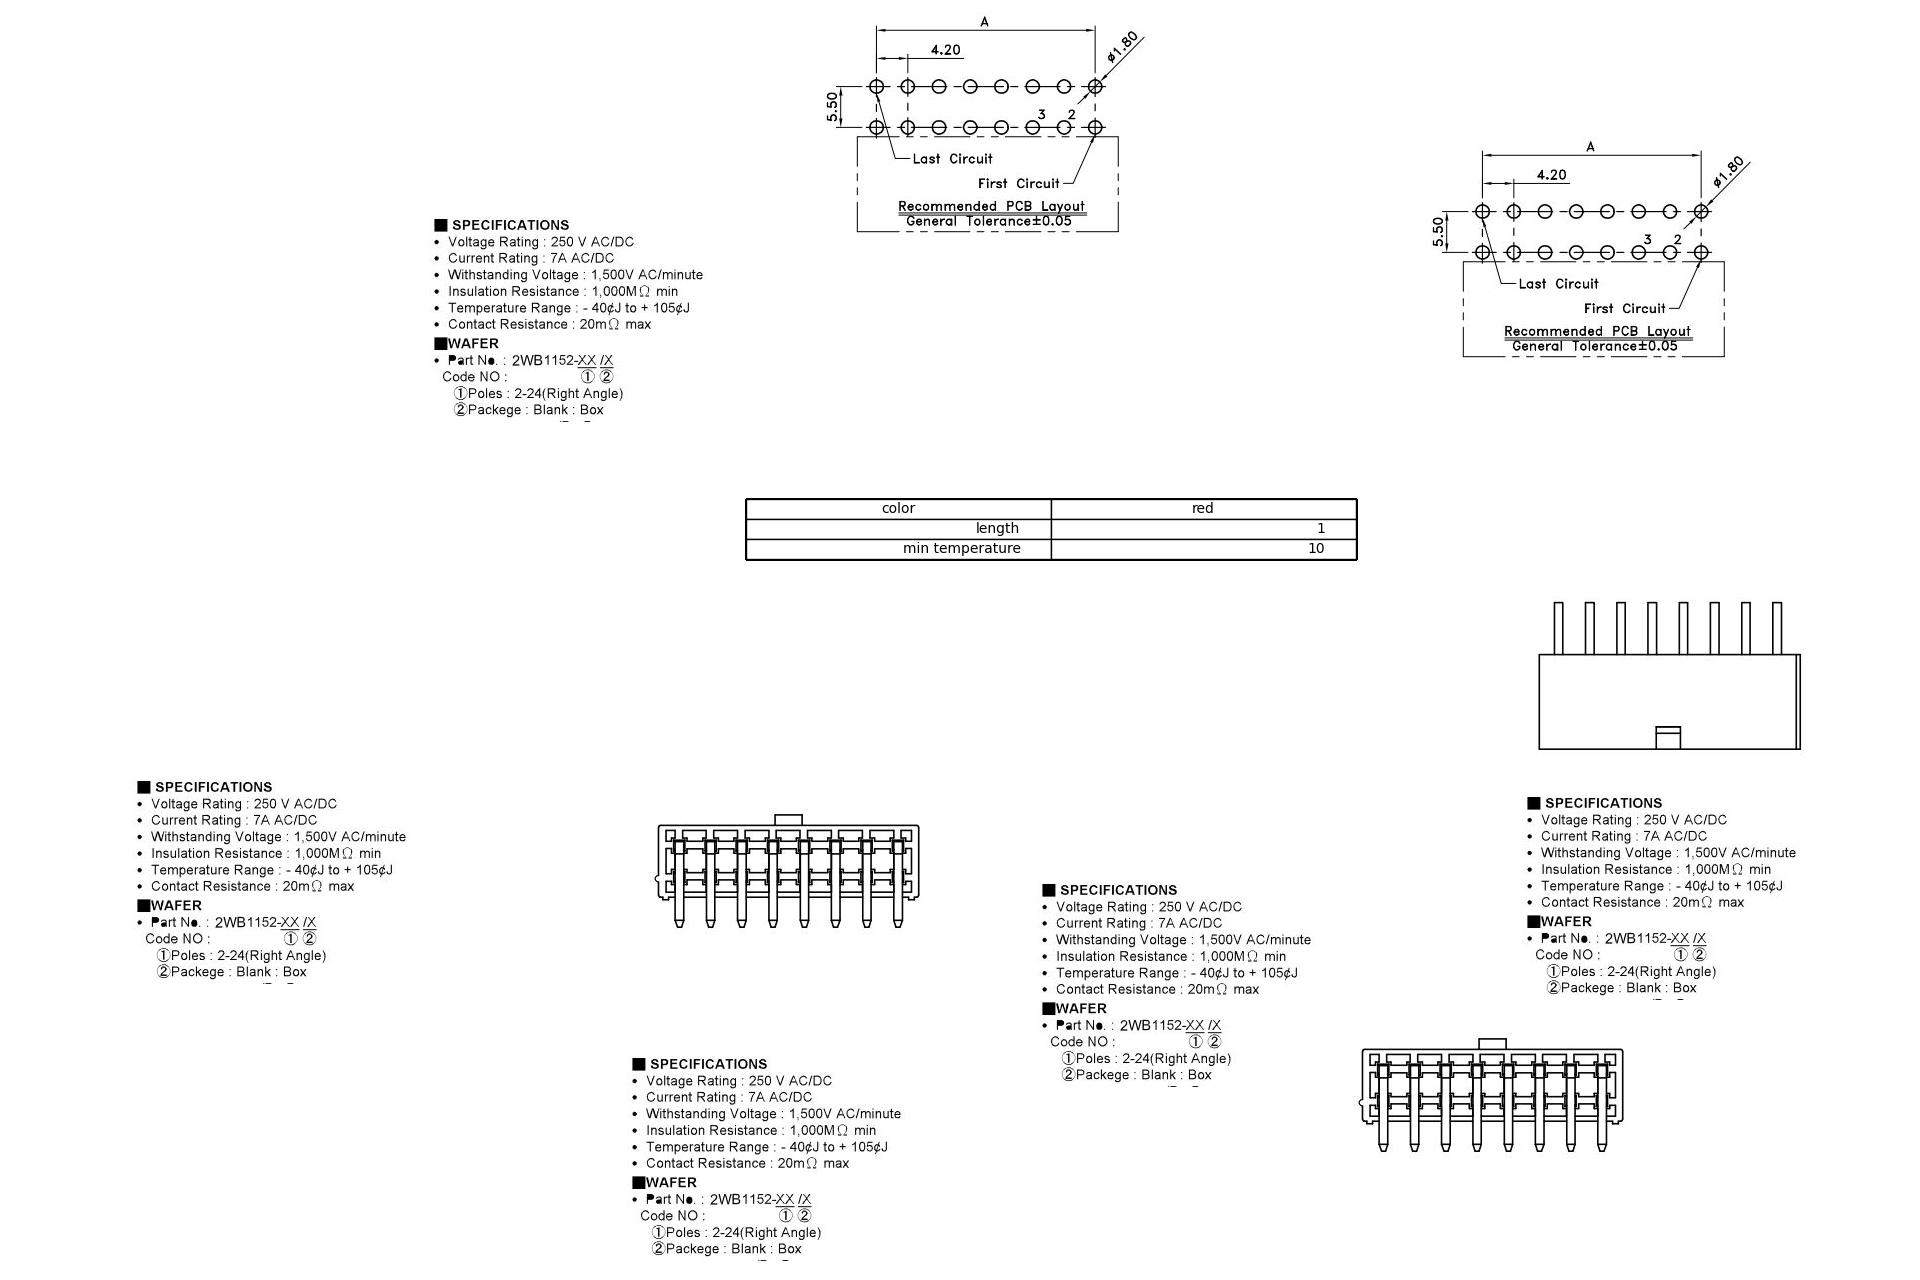 A
4.20
ø1.80
5.50
3 2
Last Circuit
First Circuit
Recommended PCB Layout
General Tolerance±0.05
A
4.20
ø1.80
5.50
3 2
Last Circuit
First Circuit
Recommended PCB Layout
General Tolerance±0.05
■ SPECIFICATIONS
• Voltage Rating : 250 V AC/DC
• Current Rating : 7A AC/DC
• Withstanding Voltage : 1,500V AC/minute
• Insulation Resistance : 1,000MΩ min
• Temperature Range : - 40¢J to + 105¢J
• Contact Resistance : 20mΩ max
■WAFER
• Part No. : 2WB1152-XX /X
Code NO : ① ②
①Poles : 2-24(Right Angle)
②Packege : Blank : Box
color red
length 1
min temperature 10
■ SPECIFICATIONS
• Voltage Rating : 250 V AC/DC
• Current Rating : 7A AC/DC
• Withstanding Voltage : 1,500V AC/minute
• Insulation Resistance : 1,000MΩ min
• Temperature Range : - 40¢J to + 105¢J
• Contact Resistance : 20mΩ max
■WAFER
• Part No. : 2WB1152-XX /X
Code NO : ① ②
①Poles : 2-24(Right Angle)
②Packege : Blank : Box
■ SPECIFICATIONS
• Voltage Rating : 250 V AC/DC
• Current Rating : 7A AC/DC
• Withstanding Voltage : 1,500V AC/minute
• Insulation Resistance : 1,000MΩ min
• Temperature Range : - 40¢J to + 105¢J
• Contact Resistance : 20mΩ max
■WAFER
• Part No. : 2WB1152-XX /X
Code NO : ① ②
①Poles : 2-24(Right Angle)
②Packege : Blank : Box
■ SPECIFICATIONS
• Voltage Rating : 250 V AC/DC
• Current Rating : 7A AC/DC
• Withstanding Voltage : 1,500V AC/minute
• Insulation Resistance : 1,000MΩ min
• Temperature Range : - 40¢J to + 105¢J
• Contact Resistance : 20mΩ max
■WAFER
• Part No. : 2WB1152-XX /X
Code NO : ① ②
①Poles : 2-24(Right Angle)
②Packege : Blank : Box
■ SPECIFICATIONS
• Voltage Rating : 250 V AC/DC
• Current Rating : 7A AC/DC
• Withstanding Voltage : 1,500V AC/minute
• Insulation Resistance : 1,000MΩ min
• Temperature Range : - 40¢J to + 105¢J
• Contact Resistance : 20mΩ max
■WAFER
• Part No. : 2WB1152-XX /X
Code NO : ① ②
①Poles : 2-24(Right Angle)
②Packege : Blank : Box